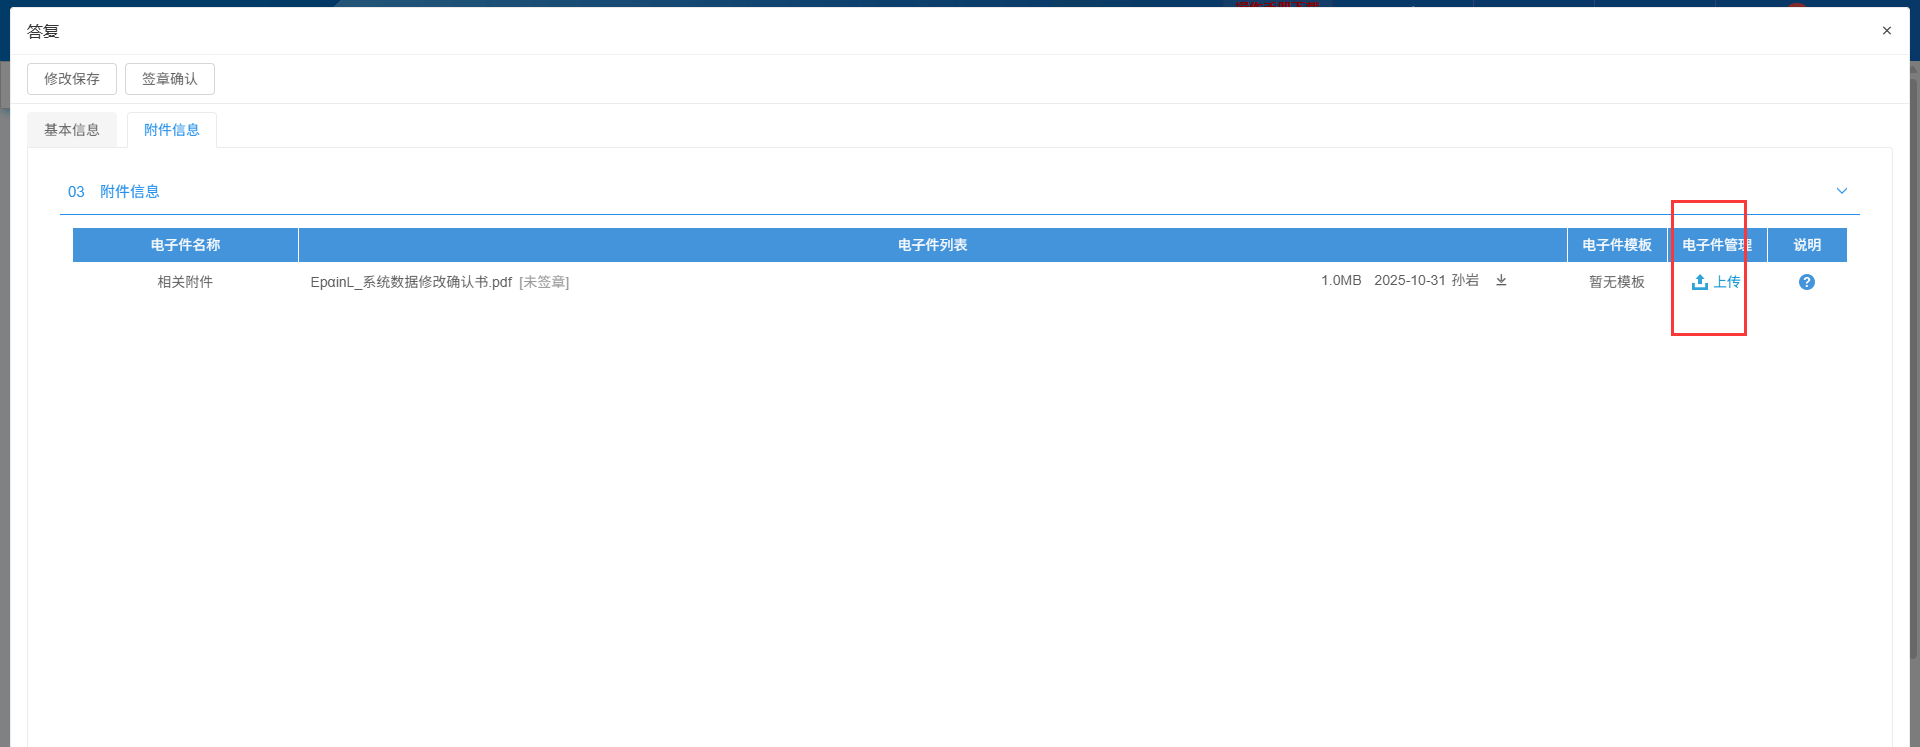 答复
×
修改保存 签章确认
基本信息 附件信息
03 附件信息
电子件名称 电子件列表 电子件模板 电子件管理 说明
相关附件 EpαinL_系统数据修改确认书.pdf [未签章] 1.0MB 2025-10-31 孙岩 暂无模板 上传 ?